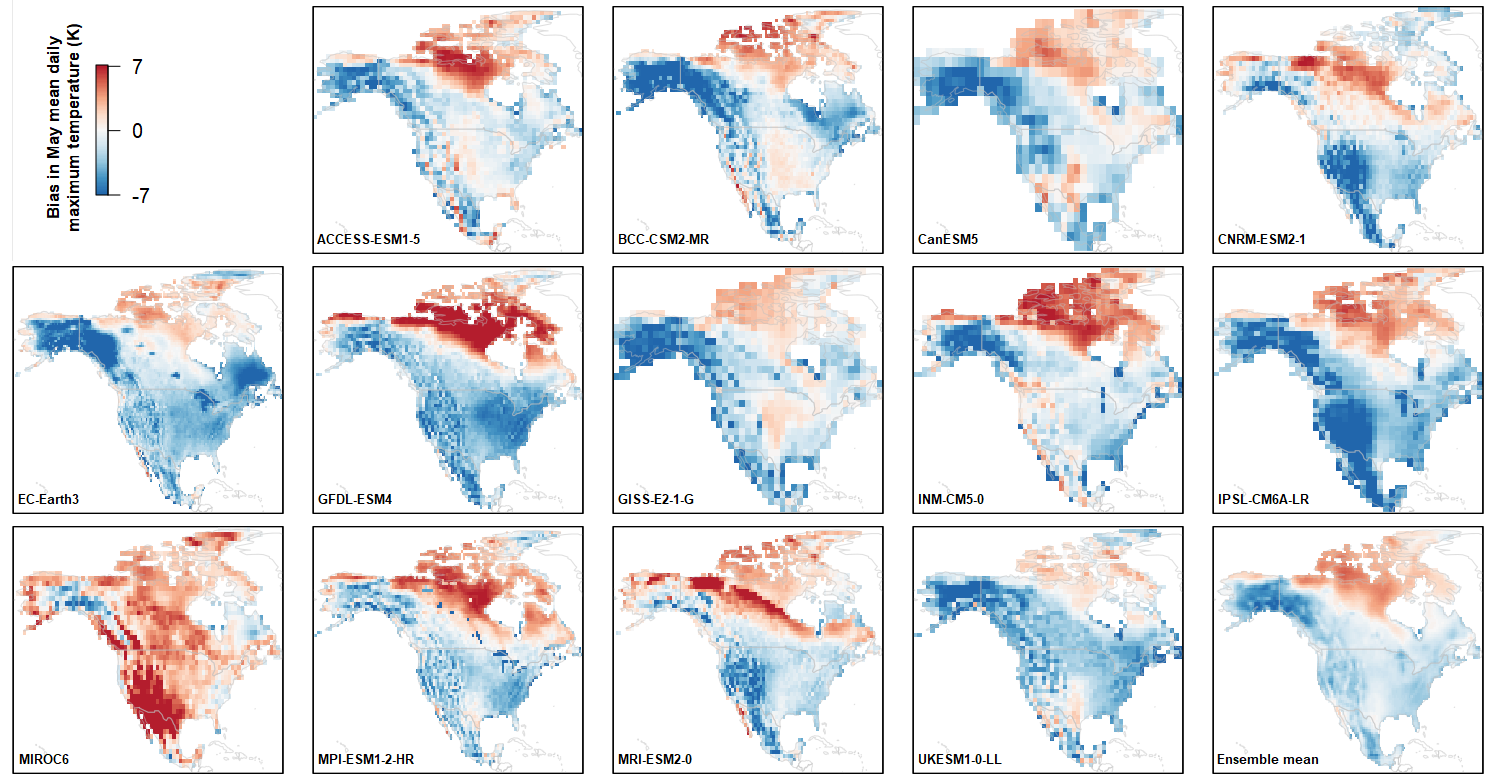 Bias in May mean daily
maximum temperature (K)
7
0
-7
ACCESS-ESM1-5
BCC-CSM2-MR
CanESM5
CNRM-ESM2-1
EC-Earth3
GFDL-ESM4
GISS-E2-1-G
INM-CM5-0
IPSL-CM6A-LR
MIROC6
MPI-ESM1-2-HR
MRI-ESM2-0
UKESM1-0-LL
Ensemble mean